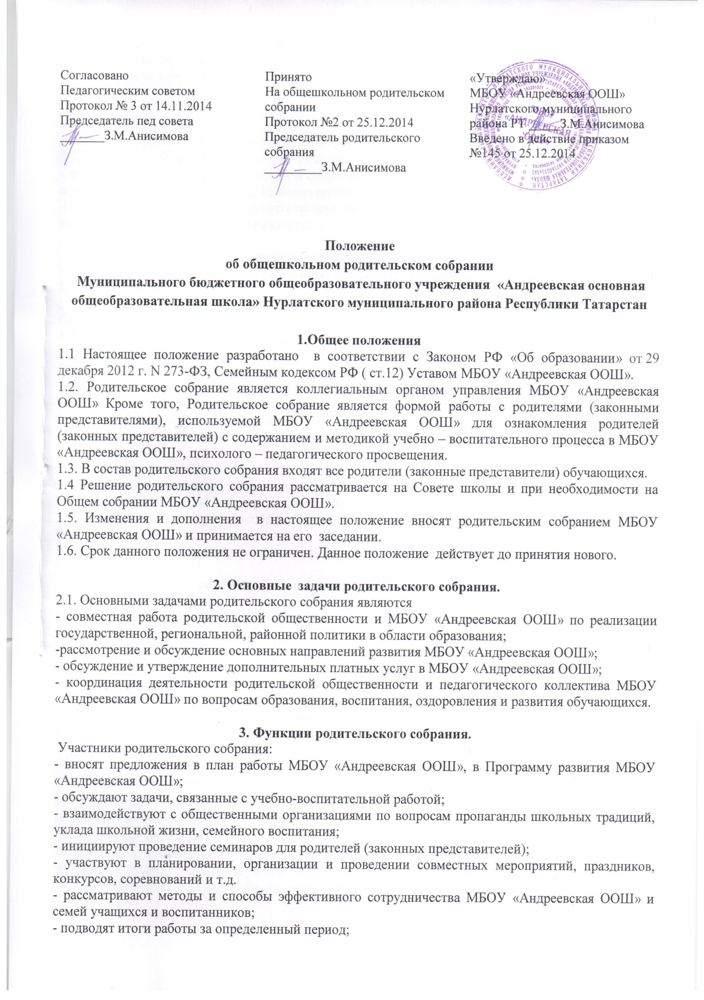 Согласовано
Педагогическим советом
Протокол № 3 от 14.11.2014
Председатель пед совета
_______З.М.Анисимова
Принято
На общешкольном родительском
собрании
Протокол №2 от 25.12.2014
Председатель родительского
собрания
_________З.М.Анисимова
«Утверждаю»
МБОУ «Андреевская ООШ»
Нурлатского муниципального
района РТ _____З.М.Анисимова
Введено в действие приказом
№145 от 25.12.2014
МБОУ
«АНДРЕЕВСКАЯ
ООШ»
Положение
об общешкольном родительском собрании
Муниципального бюджетного общеобразовательного учреждения «Андреевская основная
общеобразовательная школа» Нурлатского муниципального района Республики Татарстан
1.Общее положения
1.1 Настоящее положение разработано в соответствии с Законом РФ «Об образовании» от 29
декабря 2012 г. N 273-ФЗ, Семейным кодексом РФ ( ст.12) Уставом МБОУ «Андреевская ООШ».
1.2. Родительское собрание является коллегиальным органом управления МБОУ «Андреевская
ООШ» Кроме того, Родительское собрание является формой работы с родителями (законными
представителями), используемой МБОУ «Андреевская ООШ» для ознакомления родителей
(законных представителей) с содержанием и методикой учебно – воспитательного процесса в МБОУ
«Андреевская ООШ», психолого – педагогического просвещения.
1.3. В состав родительского собрания входят все родители (законные представители) обучающихся.
1.4 Решение родительского собрания рассматривается на Совете школы и при необходимости на
Общем собрании МБОУ «Андреевская ООШ».
1.5. Изменения и дополнения в настоящее положение вносят родительским собранием МБОУ
«Андреевская ООШ» и принимается на его заседании.
1.6. Срок данного положения не ограничен. Данное положение действует до принятия нового.
2. Основные задачи родительского собрания.
2.1. Основными задачами родительского собрания являются
- совместная работа родительской общественности и МБОУ «Андреевская ООШ» по реализации
государственной, региональной, районной политики в области образования;
-рассмотрение и обсуждение основных направлений развития МБОУ «Андреевская ООШ»;
- обсуждение и утверждение дополнительных платных услуг в МБОУ «Андреевская ООШ»;
- координация деятельности родительской общественности и педагогического коллектива МБОУ
«Андреевская ООШ» по вопросам образования, воспитания, оздоровления и развития обучающихся.
3. Функции родительского собрания.
Участники родительского собрания:
- вносят предложения в план работы МБОУ «Андреевская ООШ», в Программу развития МБОУ
«Андреевская ООШ»;
- обсуждают задачи, связанные с учебно-воспитательной работой;
- взаимодействуют с общественными организациями по вопросам пропаганды школьных традиций,
уклада школьной жизни, семейного воспитания;
- инициируют проведение семинаров для родителей (законных представителей);
- участвуют в планировании, организации и проведении совместных мероприятий, праздников,
конкурсов, соревнований и т.д.
- рассматривают методы и способы эффективного сотрудничества МБОУ «Андреевская ООШ» и
семей учащихся и воспитанников;
- подводят итоги работы за определенный период;